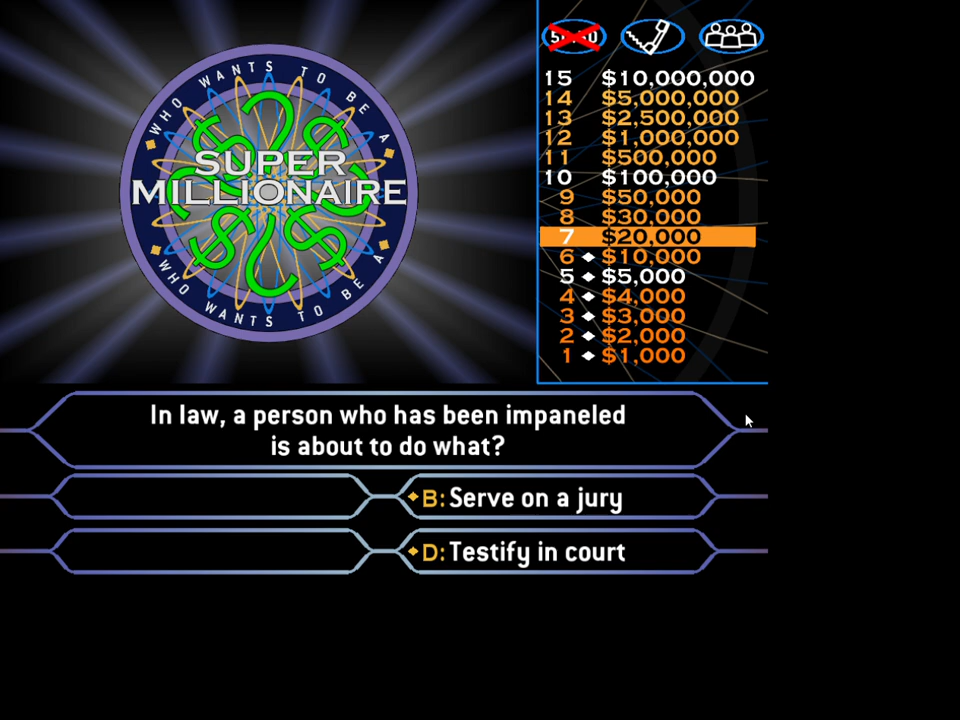 WHO WANTS TO BE A
SUPER
MILLIONAIRE
WHO WANTS TO BE A
50:50
15 $10,000,000
14 $5,000,000
13 $2,500,000
12 $1,000,000
11 $500,000
10 $100,000
9 $50,000
8 $30,000
7 $20,000
6 $10,000
5 $5,000
4 $4,000
3 $3,000
2 $2,000
1 $1,000
In law, a person who has been impaneled
is about to do what?
B: Serve on a jury
D: Testify in court